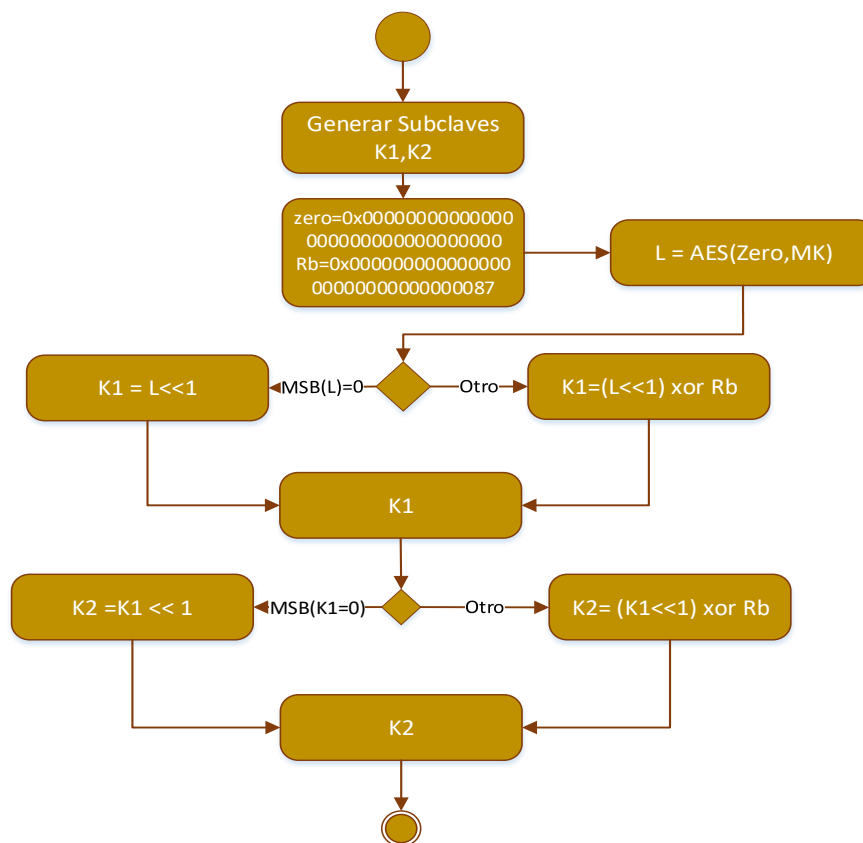 Generar Subclaves
K1,K2
zero=0x00000000000000
000000000000000000
Rb=0x000000000000000
00000000000000087
L = AES(Zero,MK)
K1 = L<<1
MSB(L)=0
Otro
K1=(L<<1) xor Rb
K1
K2 =K1 << 1
MSB(K1=0)
Otro
K2= (K1<<1) xor Rb
K2